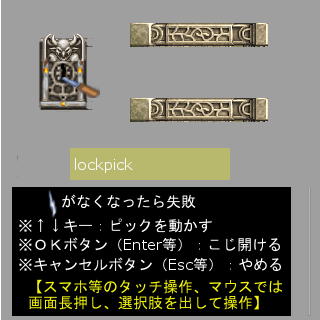 lockpick
がなくなったら失敗
※↑↓キー：ピックを動かす
※ＯＫボタン（Enter等）：こじ開ける
※キャンセルボタン（Esc等）：やめる
【スマホ等のタッチ操作、マウスでは
画面長押し、選択肢を出して操作】